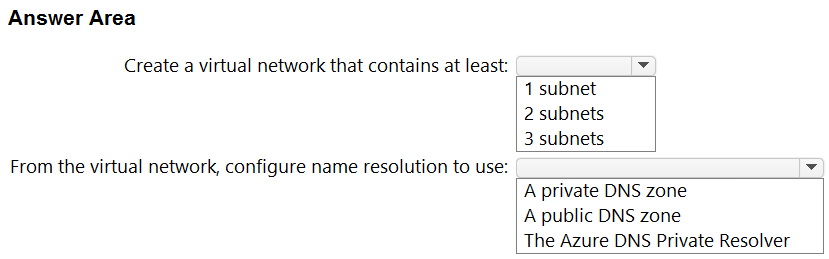 Answer Area
Create a virtual network that contains at least:
1 subnet
2 subnets
3 subnets
From the virtual network, configure name resolution to use:
A private DNS zone
A public DNS zone
The Azure DNS Private Resolver